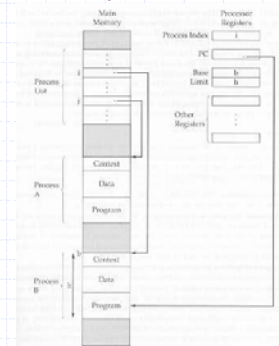 Main
Memory
Processor
Registers
Process Index
i
PC
Base
b
Limit
h
Other
Registers
Process
List
i
j
Process
A
Context
Data
Program
b
Process
B
h
Context
Data
Program